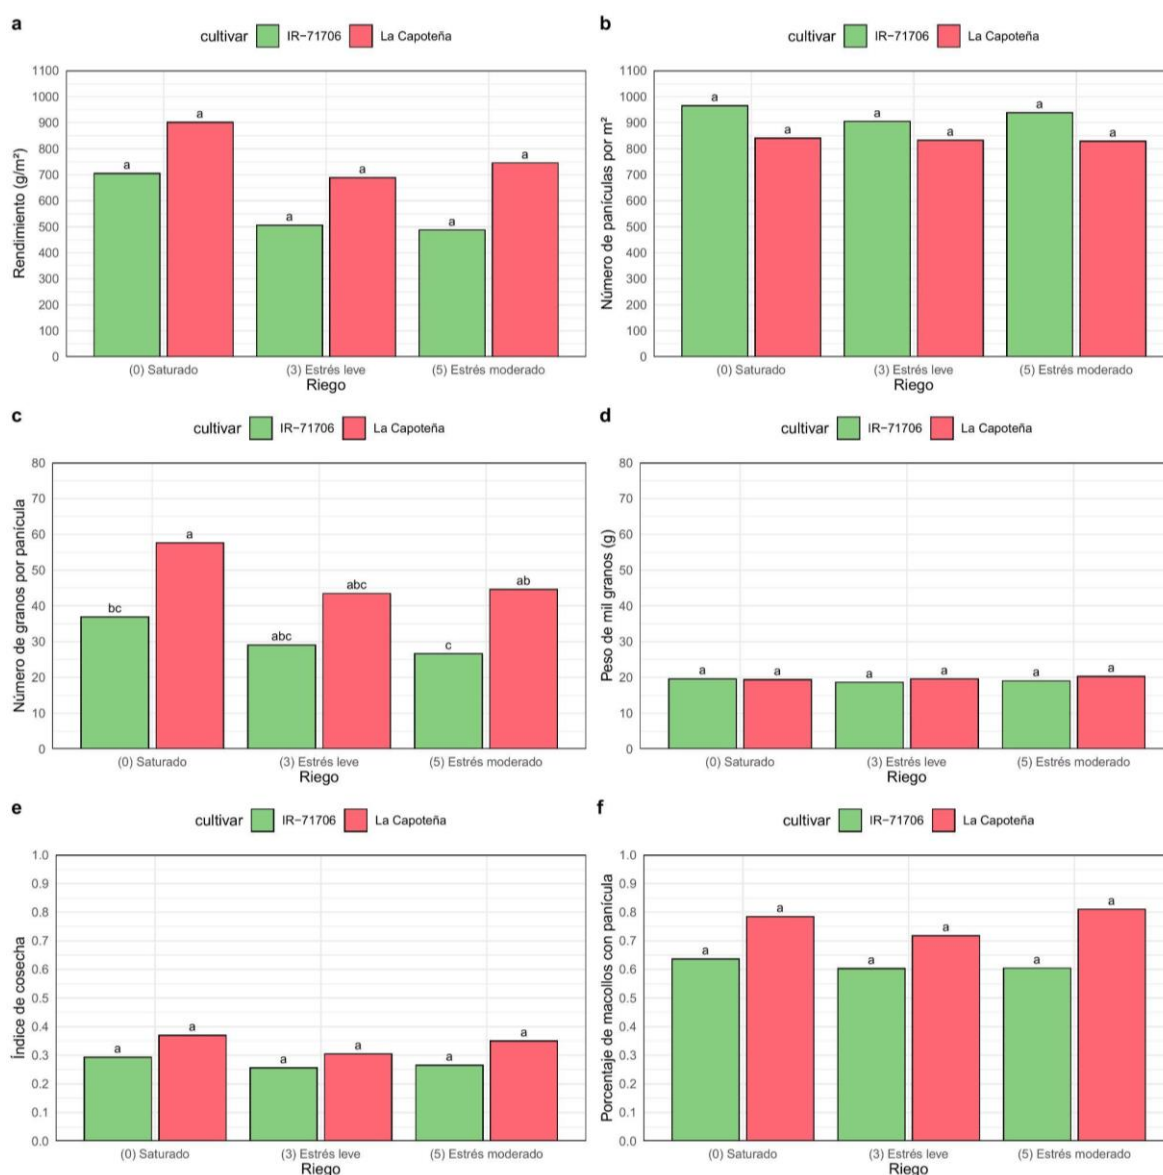 a
cultivar IR-71706 La Capoteña
Rendimiento (g/m²)
1100
1000
900
800
700
600
500
400
300
200
100
0
a a a a a a
(0) Saturado (3) Estrés leve (5) Estrés moderado
Riego
b
cultivar IR-71706 La Capoteña
Número de panículas por m²
1100
1000
900
800
700
600
500
400
300
200
100
0
a a a a a a
(0) Saturado (3) Estrés leve (5) Estrés moderado
Riego
c
cultivar IR-71706 La Capoteña
Número de granos por panícula
80
70
60
50
40
30
20
10
0
bc a abc abc c ab
(0) Saturado (3) Estrés leve (5) Estrés moderado
Riego
d
cultivar IR-71706 La Capoteña
Peso de mil granos (g)
80
70
60
50
40
30
20
10
0
a a a a a a
(0) Saturado (3) Estrés leve (5) Estrés moderado
Riego
e
cultivar IR-71706 La Capoteña
Índice de cosecha
1.0
0.9
0.8
0.7
0.6
0.5
0.4
0.3
0.2
0.1
0.0
a a a a a a
(0) Saturado (3) Estrés leve (5) Estrés moderado
Riego
f
cultivar IR-71706 La Capoteña
Porcentaje de macollos con panícula
1.0
0.9
0.8
0.7
0.6
0.5
0.4
0.3
0.2
0.1
0.0
a a a a a a
(0) Saturado (3) Estrés leve (5) Estrés moderado
Riego